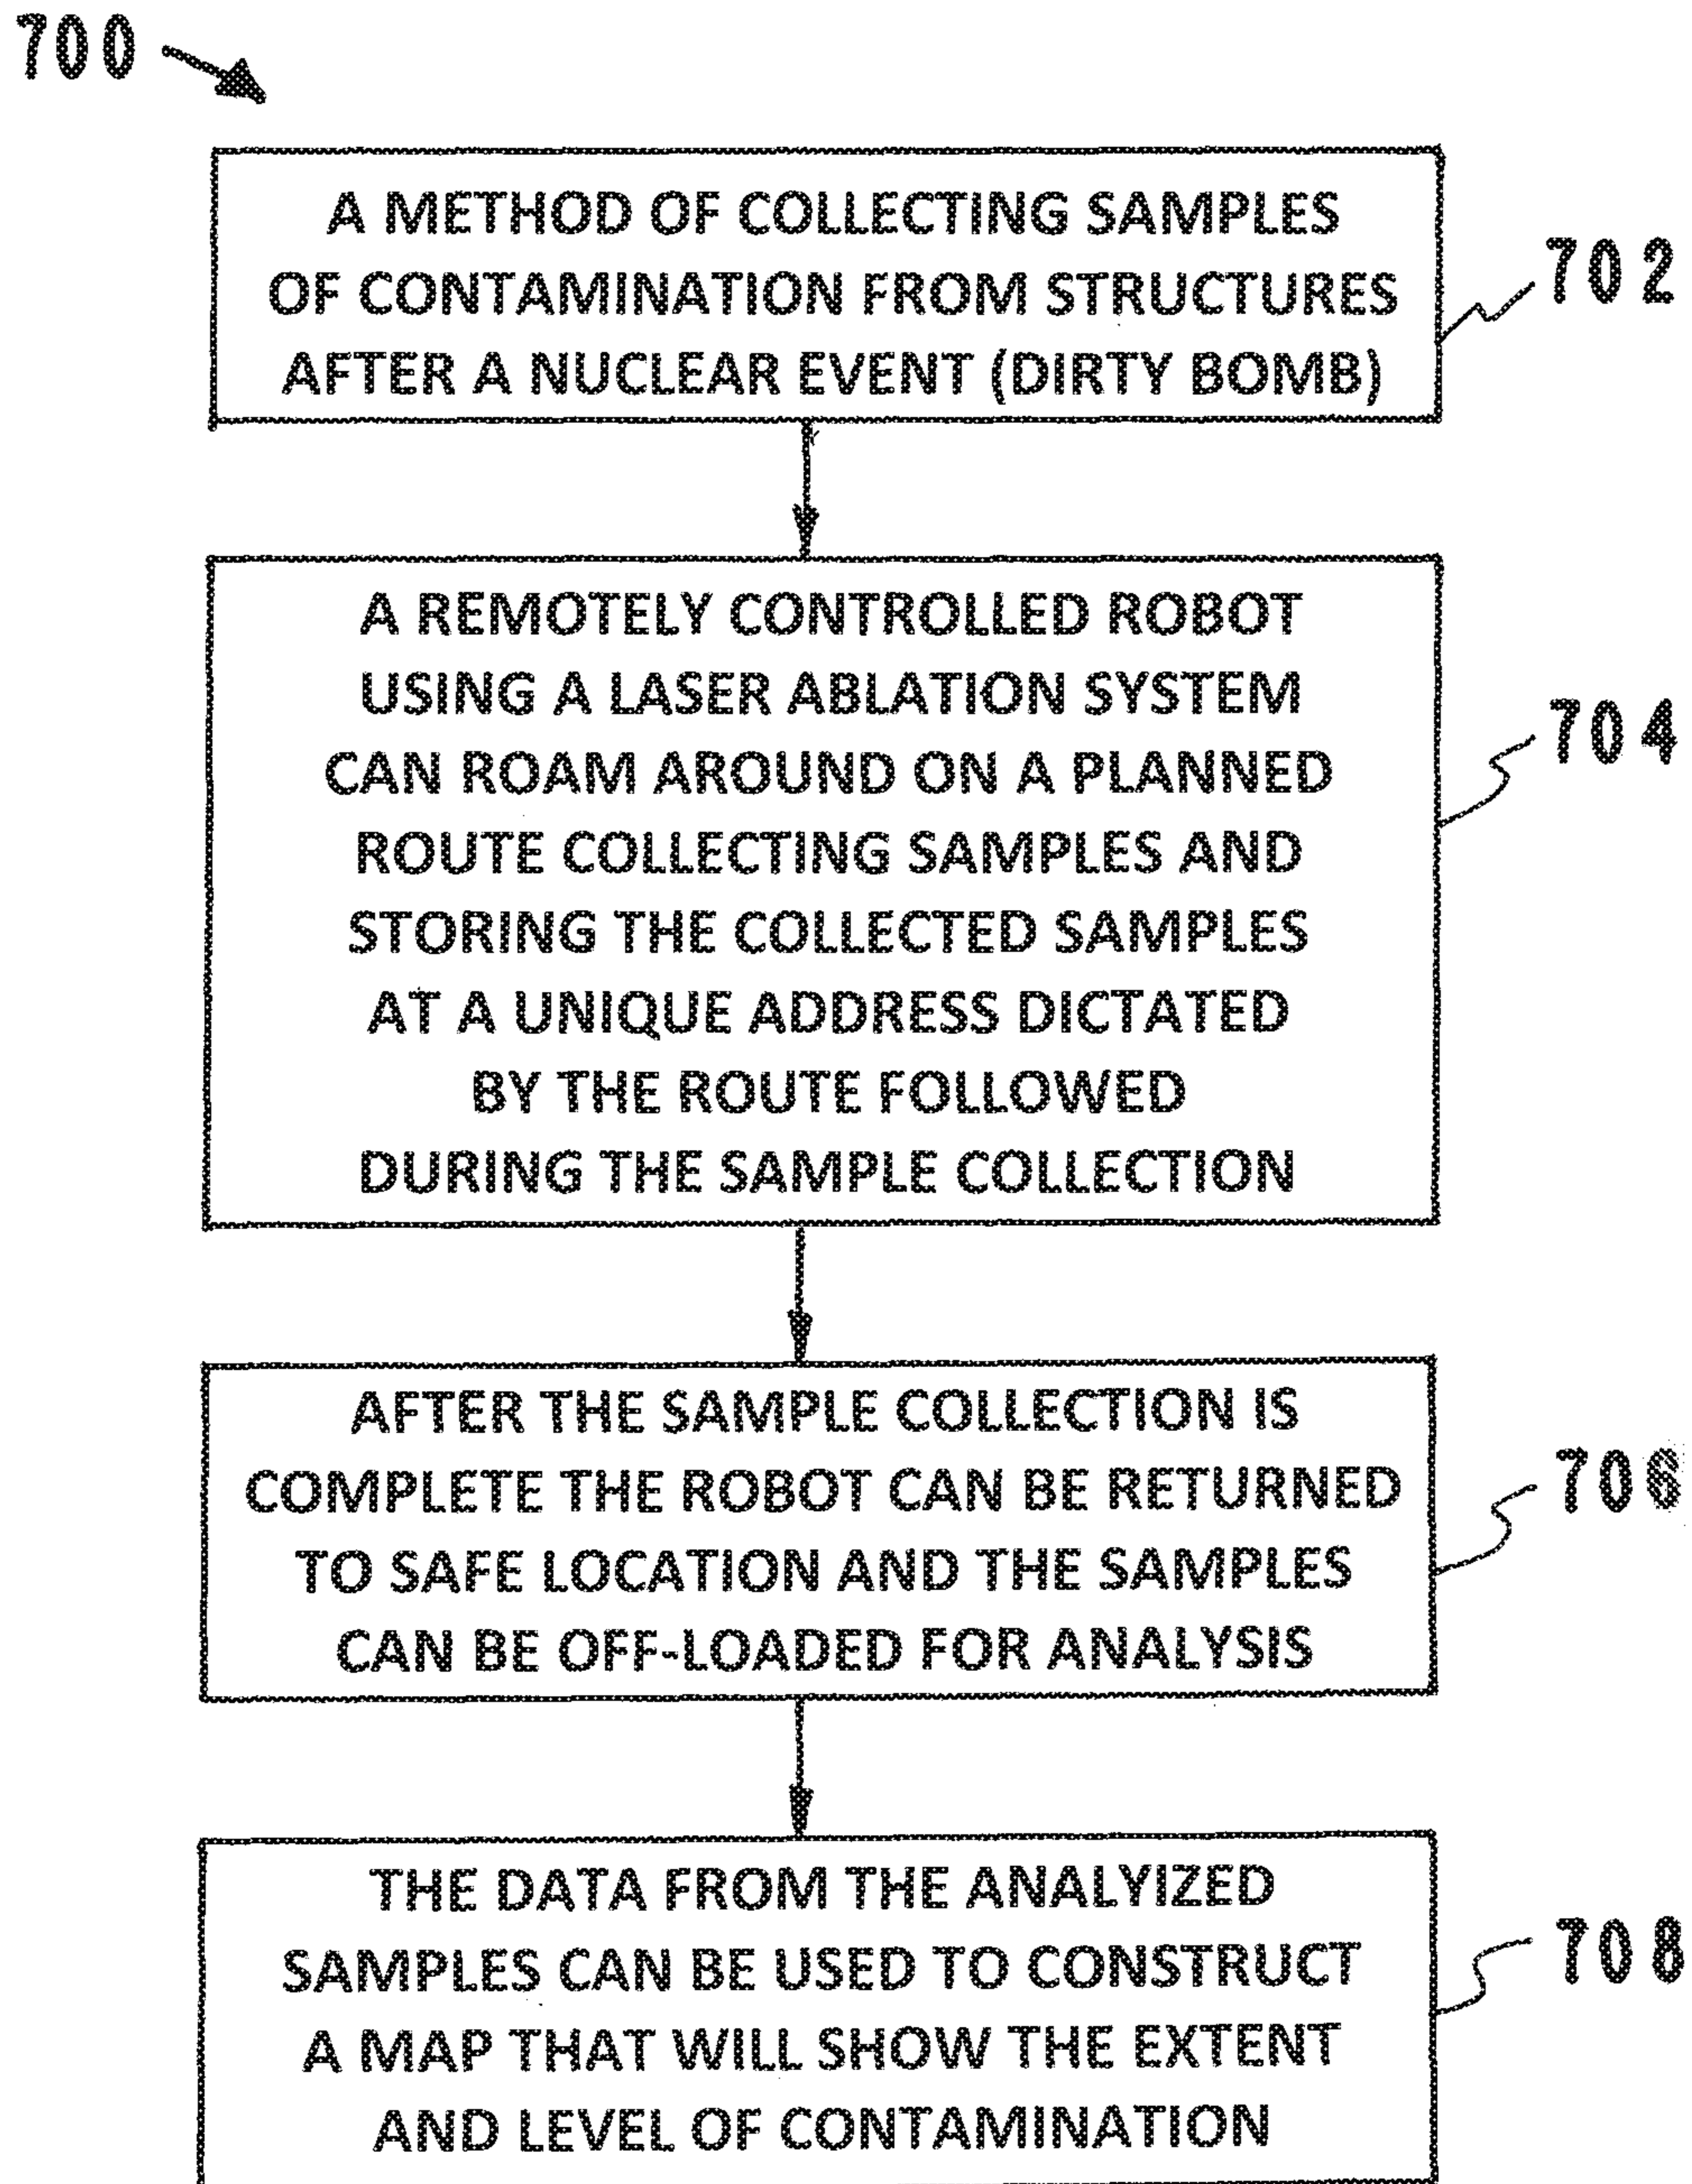 700
A METHOD OF COLLECTING SAMPLES
OF CONTAMINATION FROM STRUCTURES
AFTER A NUCLEAR EVENT (DIRTY BOMB)
702
A REMOTELY CONTROLLED ROBOT
USING A LASER ABLATION SYSTEM
CAN ROAM AROUND ON A PLANNED
ROUTE COLLECTING SAMPLES AND
STORING THE COLLECTED SAMPLES
AT A UNIQUE ADDRESS DICTATED
BY THE ROUTE FOLLOWED
DURING THE SAMPLE COLLECTION
704
AFTER THE SAMPLE COLLECTION IS
COMPLETE THE ROBOT CAN BE RETURNED
TO SAFE LOCATION AND THE SAMPLES
CAN BE OFF-LOADED FOR ANALYSIS
706
THE DATA FROM THE ANALYIZED
SAMPLES CAN BE USED TO CONSTRUCT
A MAP THAT WILL SHOW THE EXTENT
AND LEVEL OF CONTAMINATION
708